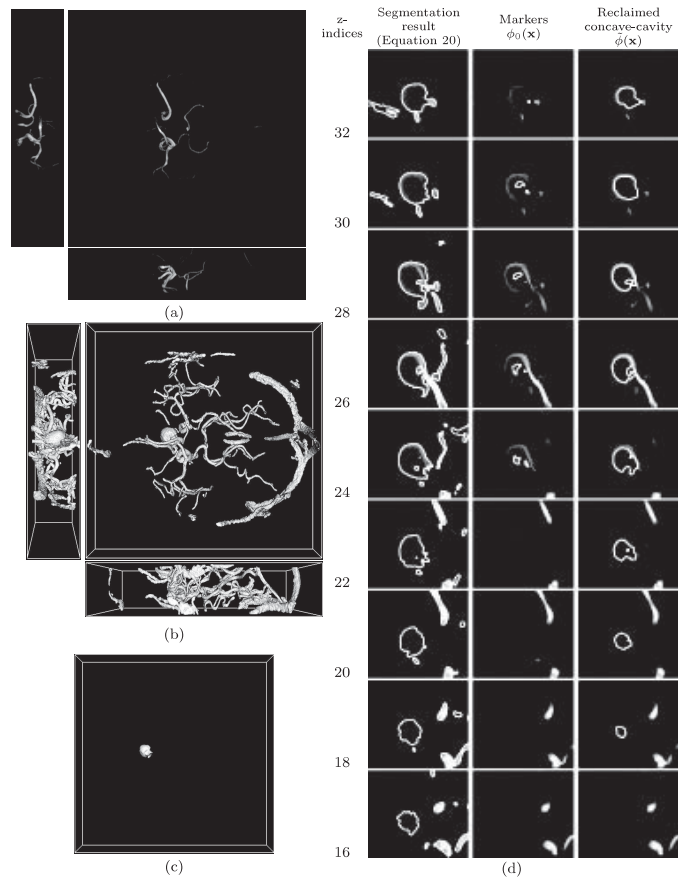 z-
indices
Segmentation
result
(Equation 20)
Markers
ϕ₀(x)
Reclaimed
concave-cavity
ϕ̃(x)
32
30
28
26
24
22
20
18
16
(a)
(b)
(c)
(d)